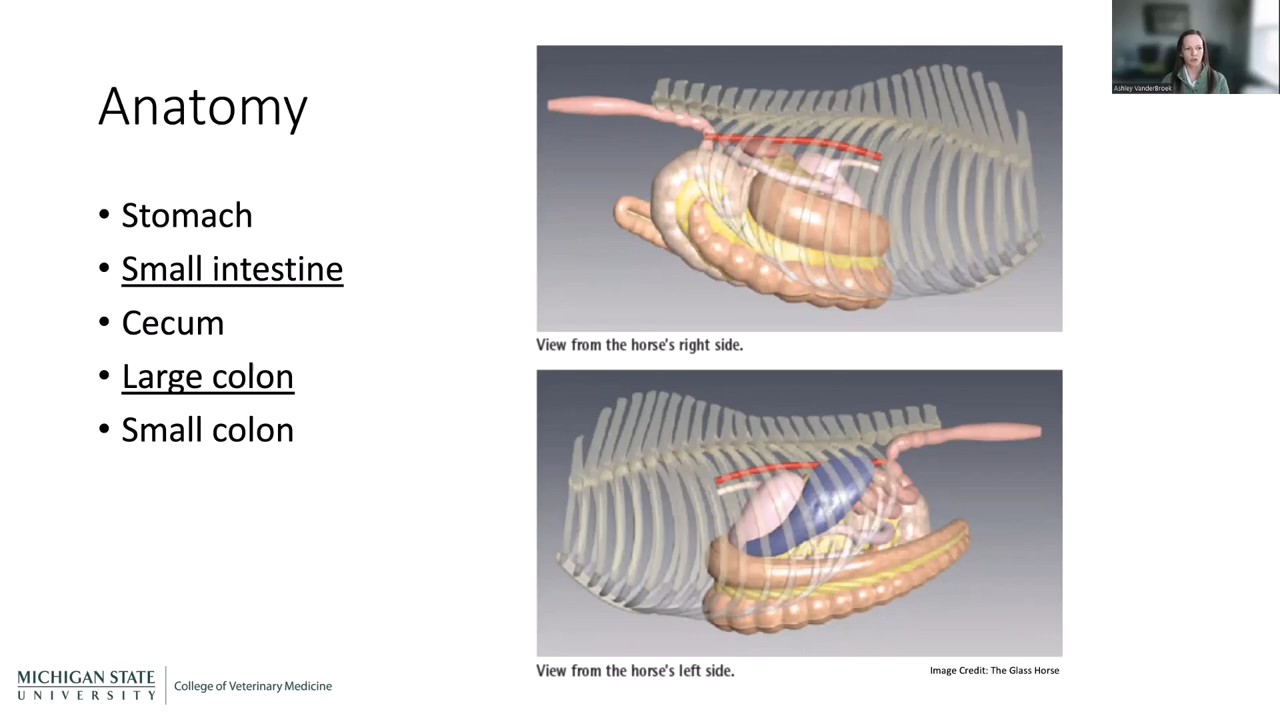 Anatomy
• Stomach
• Small intestine
• Cecum
• Large colon
• Small colon
View from the horse's right side.
View from the horse's left side.
Image Credit: The Glass Horse
MICHIGAN STATE
UNIVERSITY
College of Veterinary Medicine
Ashley VanderBroek